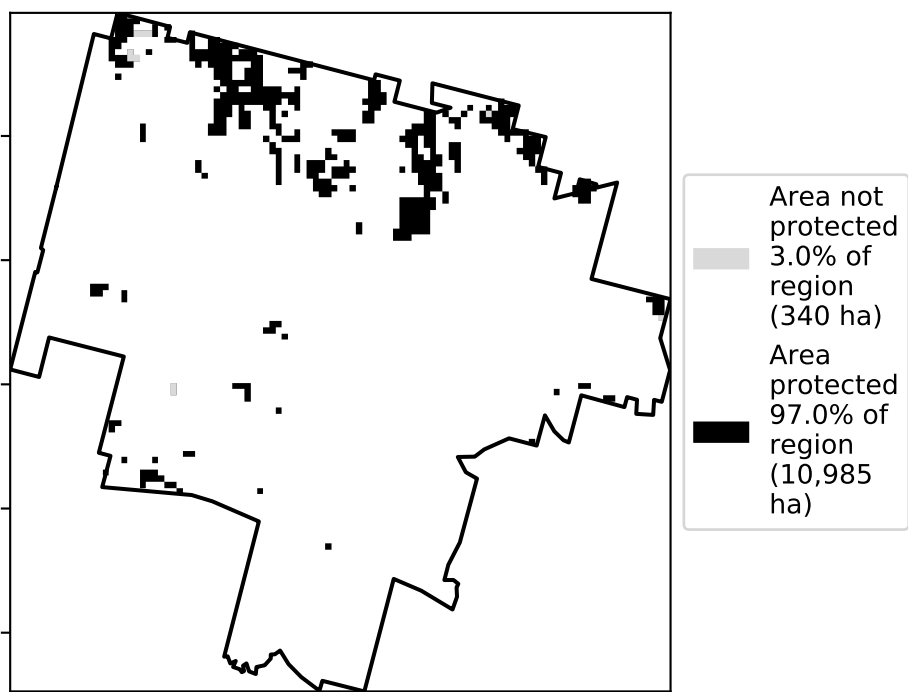 Area not
protected
3.0% of
region
(340 ha)
Area
protected
97.0% of
region
(10,985
ha)